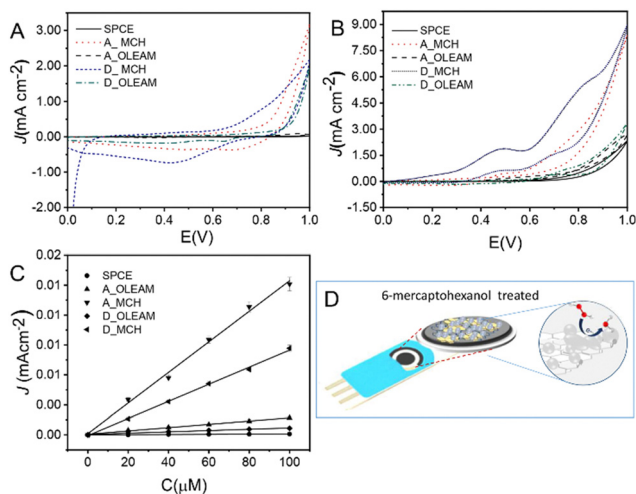 A
J(mA cm-2)
3.00
2.00
1.00
0.00
-1.00
-2.00
SPCE
A_MCH
A_OLEAM
D_MCH
D_OLEAM
0.0 0.2 0.4 0.6 0.8 1.0
E(V)
B
J(mA cm-2)
9.00
7.50
6.00
4.50
3.00
1.50
0.00
-1.50
SPCE
A_MCH
A_OLEAM
D_MCH
D_OLEAM
0.0 0.2 0.4 0.6 0.8 1.0
E(V)
C
J (mAcm-2)
0.02
0.01
0.01
0.01
0.00
0.00
SPCE
A_OLEAM
A_MCH
D_OLEAM
D_MCH
0 20 40 60 80 100
C(µM)
D
6-mercaptohexanol treated